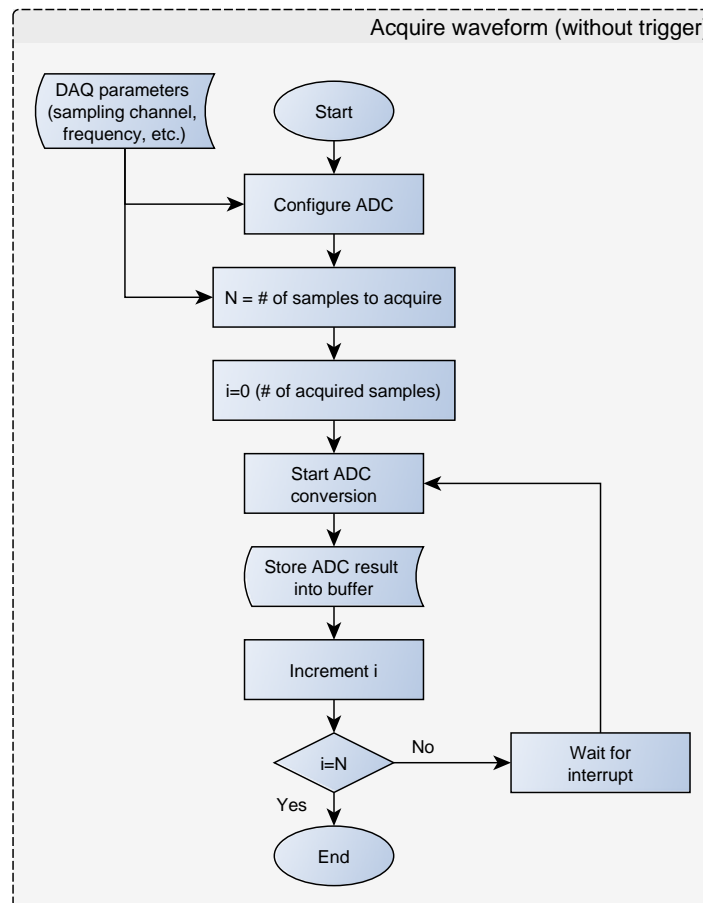 Acquire waveform (without trigger)
DAQ parameters
(sampling channel,
frequency, etc.)
Start
Configure ADC
N = # of samples to acquire
i=0 (# of acquired samples)
Start ADC
conversion
Store ADC result
into buffer
Increment i
i=N
No
Wait for
interrupt
Yes
End